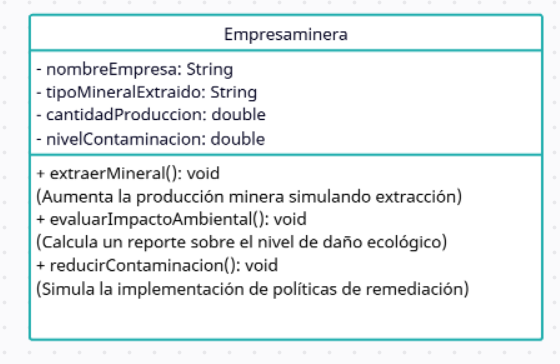 Empresaminera
- nombreEmpresa: String
- tipoMineralExtraido: String
- cantidadProduccion: double
- nivelContaminacion: double
+ extraerMineral(): void
(Aumenta la producción minera simulando extracción)
+ evaluarImpactoAmbiental(): void
(Calcula un reporte sobre el nivel de daño ecológico)
+ reducirContaminacion(): void
(Simula la implementación de políticas de remediación)